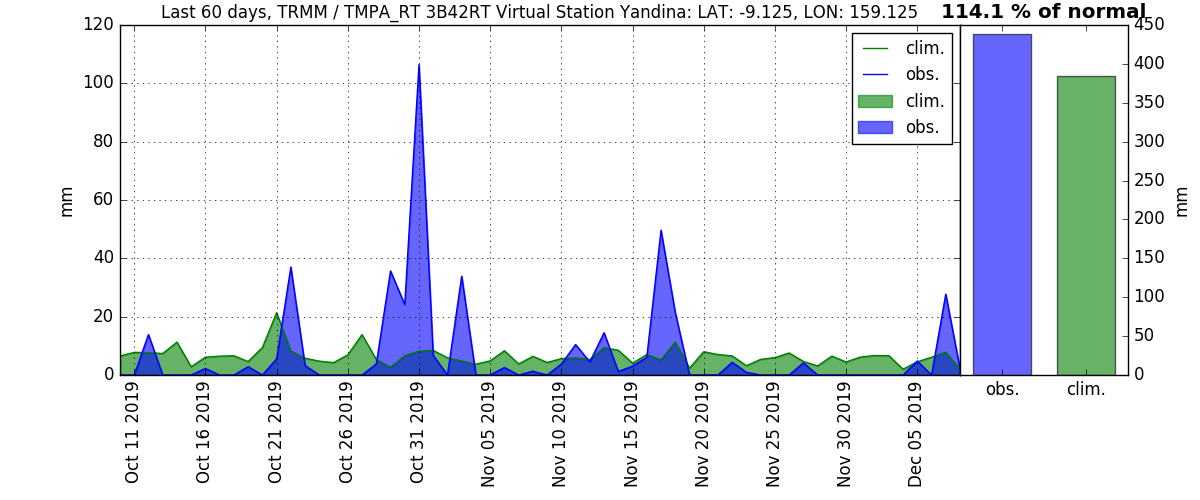 Last 60 days, TRMM / TMPA_RT 3B42RT Virtual Station Yandina: LAT: -9.125, LON: 159.125
114.1 % of normal
120
100
80
60
40
20
0
mm
clim.
obs.
clim.
obs.
450
400
350
300
250
200
150
100
50
0
mm
Oct 11 2019
Oct 16 2019
Oct 21 2019
Oct 26 2019
Oct 31 2019
Nov 05 2019
Nov 10 2019
Nov 15 2019
Nov 20 2019
Nov 25 2019
Nov 30 2019
Dec 05 2019
obs.
clim.